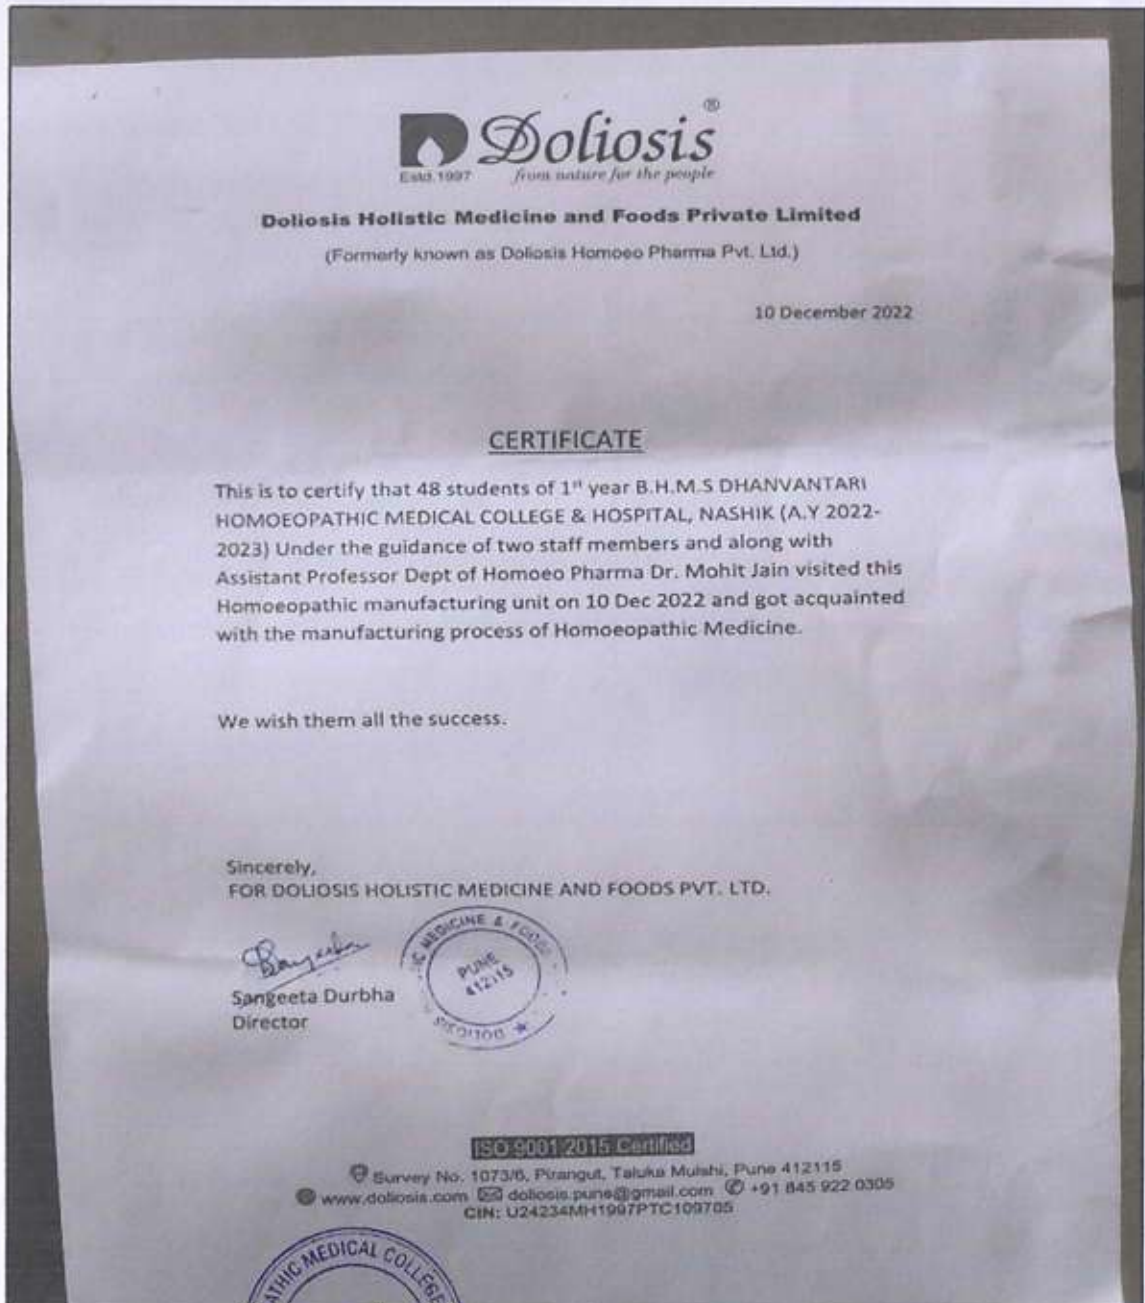 Doliosis ®
Estd.1997 from nature for the people
Doliosis Holistic Medicine and Foods Private Limited
(Formerly known as Doliosis Homoeo Pharma Pvt. Ltd.)
10 December 2022
CERTIFICATE
This is to certify that 48 students of 1st year B.H.M.S DHANVANTARI
HOMOEOPATHIC MEDICAL COLLEGE & HOSPITAL, NASHIK (A.Y 2022-
2023) Under the guidance of two staff members and along with
Assistant Professor Dept of Homoeo Pharma Dr. Mohit Jain visited this
Homoeopathic manufacturing unit on 10 Dec 2022 and got acquainted
with the manufacturing process of Homoeopathic Medicine.
We wish them all the success.
Sincerely,
FOR DOLIOSIS HOLISTIC MEDICINE AND FOODS PVT. LTD.
MEDICINE & FOODS
PUNE
412115
DOLIOSIS
Sangeeta Durbha
Director
ISO 9001:2015 Certified
Survey No. 1073/6, Pirangut, Taluka Mulshi, Pune 412115
www.doliosis.com doliosis.pune@gmail.com +91 845 922 0305
CIN: U24234MH1997PTC109705
MEDICAL COLLEGE